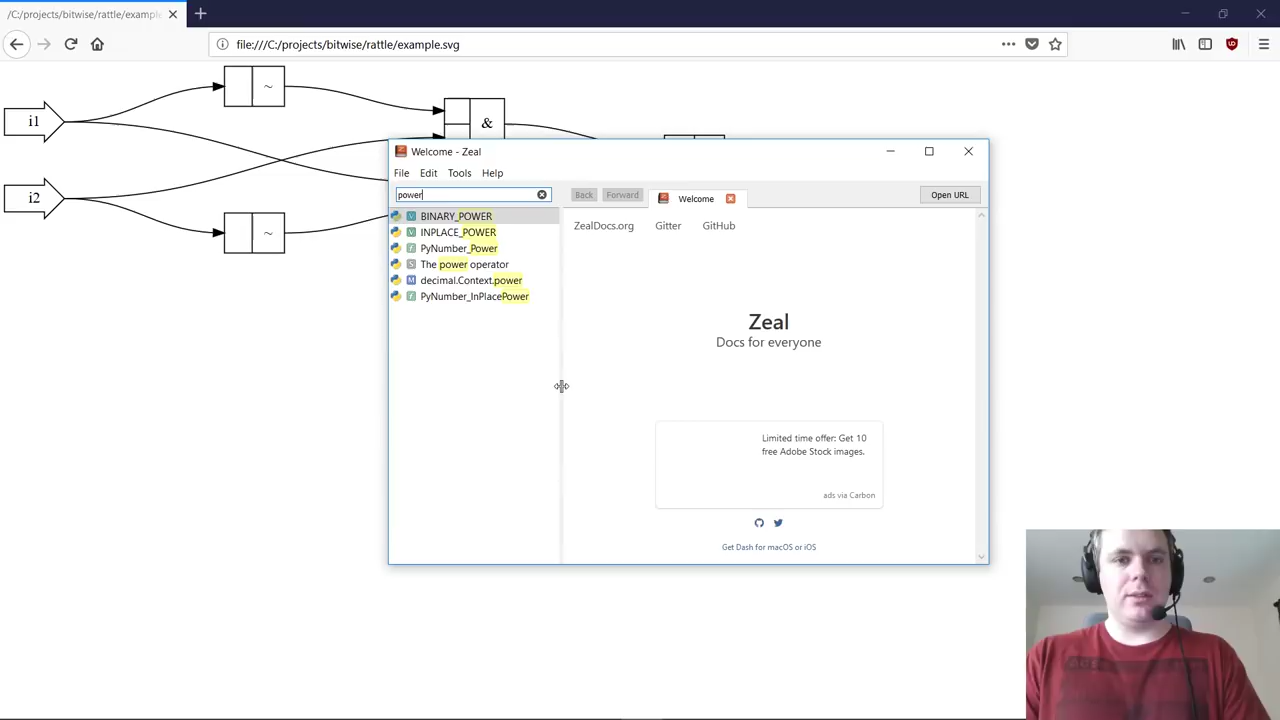 /C:/projects/bitwise/rattle/exampl
file:///C:/projects/bitwise/rattle/example.svg
i1
~
&
i2
~
Welcome - Zeal
File Edit Tools Help
power
Back Forward Welcome Open URL
BINARY_POWER
INPLACE_POWER
PyNumber_Power
The power operator
decimal.Context.power
PyNumber_InPlacePower
ZealDocs.org Gitter GitHub
Zeal
Docs for everyone
Limited time offer: Get 10
free Adobe Stock images.
ads via Carbon
Get Dash for macOS or iOS